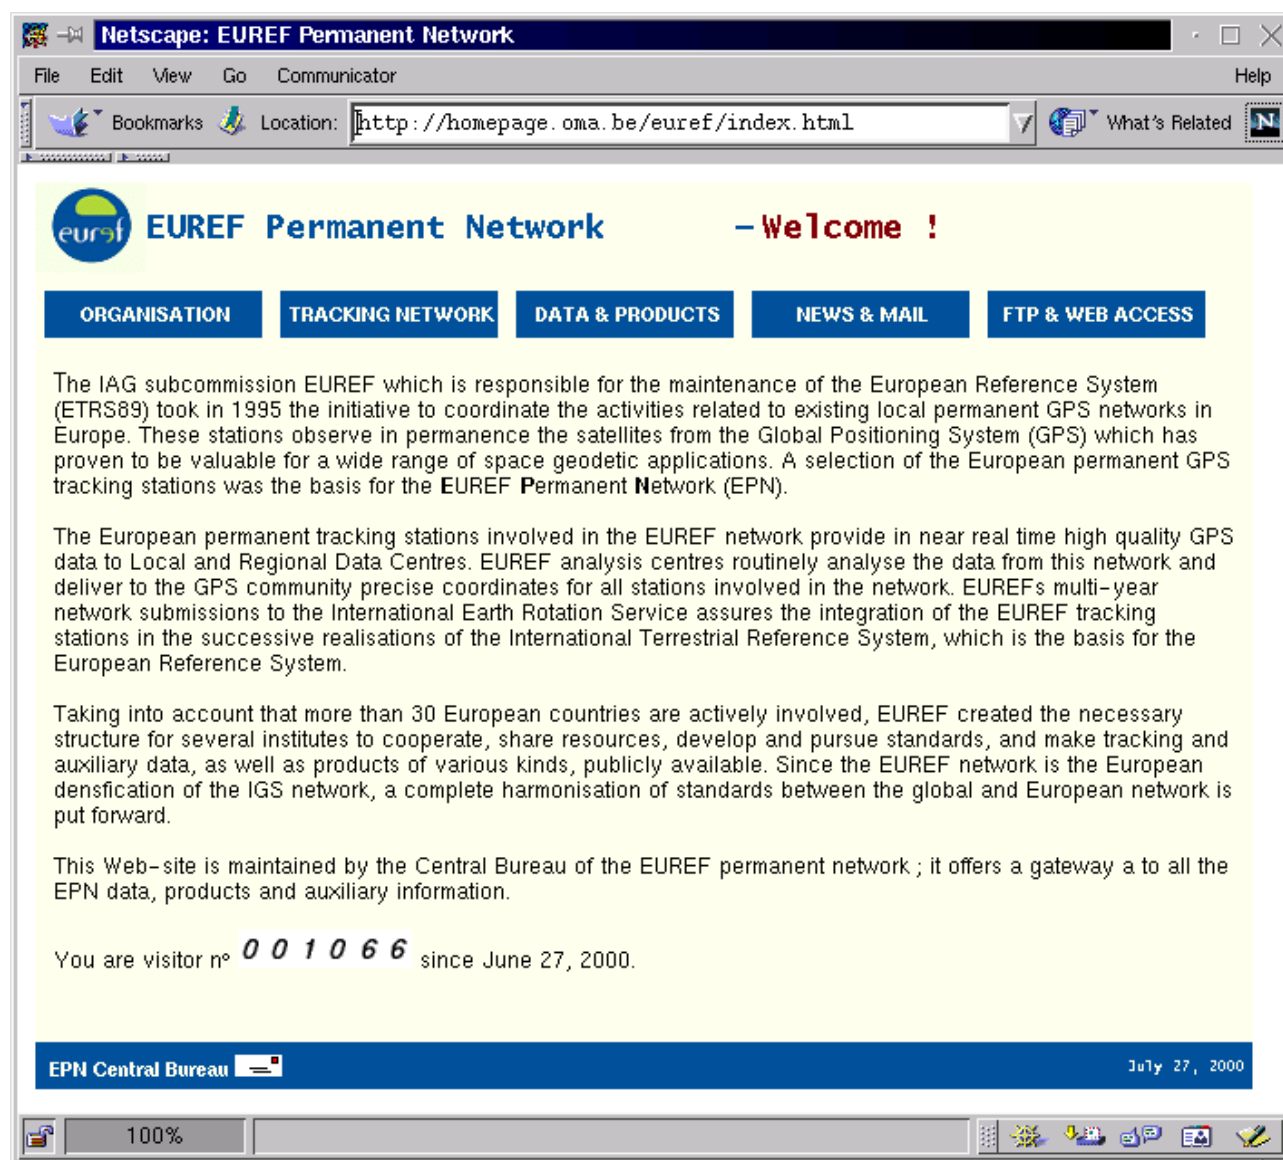 Netscape: EUREF Permanent Network
File Edit View Go Communicator Help
Bookmarks Location: http://homepage.oma.be/euref/index.html What's Related N
euref EUREF Permanent Network -Welcome !
ORGANISATION TRACKING NETWORK DATA & PRODUCTS NEWS & MAIL FTP & WEB ACCESS
The IAG subcommission EUREF which is responsible for the maintenance of the European Reference System
(ETRS89) took in 1995 the initiative to coordinate the activities related to existing local permanent GPS networks in
Europe. These stations observe in permanence the satellites from the Global Positioning System (GPS) which has
proven to be valuable for a wide range of space geodetic applications. A selection of the European permanent GPS
tracking stations was the basis for the EUREF Permanent Network (EPN).
The European permanent tracking stations involved in the EUREF network provide in near real time high quality GPS
data to Local and Regional Data Centres. EUREF analysis centres routinely analyse the data from this network and
deliver to the GPS community precise coordinates for all stations involved in the network. EUREFs multi-year
network submissions to the International Earth Rotation Service assures the integration of the EUREF tracking
stations in the successive realisations of the International Terrestrial Reference System, which is the basis for the
European Reference System.
Taking into account that more than 30 European countries are actively involved, EUREF created the necessary
structure for several institutes to cooperate, share resources, develop and pursue standards, and make tracking and
auxiliary data, as well as products of various kinds, publicly available. Since the EUREF network is the European
densfication of the IGS network, a complete harmonisation of standards between the global and European network is
put forward.
This Web-site is maintained by the Central Bureau of the EUREF permanent network ; it offers a gateway a to all the
EPN data, products and auxiliary information.
You are visitor nº 0 0 1 0 6 6 since June 27, 2000.
EPN Central Bureau July 27, 2000
100%